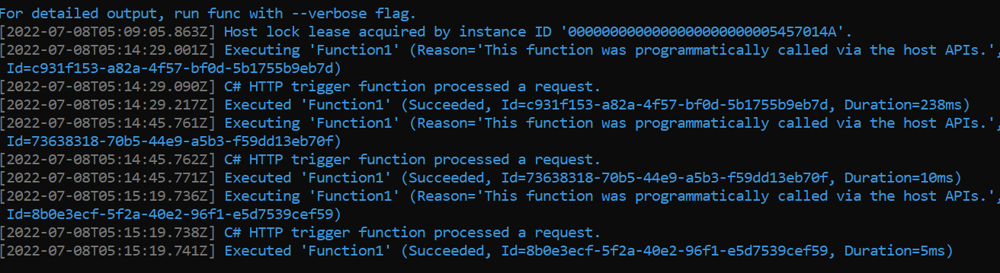 For detailed output, run func with --verbose flag.
[2022-07-08T05:09:05.863Z] Host lock lease acquired by instance ID '0000000000000000000000005457014A'.
[2022-07-08T05:14:29.001Z] Executing 'Function1' (Reason='This function was programmatically called via the host APIs.',
Id=c931f153-a82a-4f57-bf0d-5b1755b9eb7d)
[2022-07-08T05:14:29.090Z] C# HTTP trigger function processed a request.
[2022-07-08T05:14:29.217Z] Executed 'Function1' (Succeeded, Id=c931f153-a82a-4f57-bf0d-5b1755b9eb7d, Duration=238ms)
[2022-07-08T05:14:45.761Z] Executing 'Function1' (Reason='This function was programmatically called via the host APIs.',
Id=73638318-70b5-44e9-a5b3-f59dd13eb70f)
[2022-07-08T05:14:45.762Z] C# HTTP trigger function processed a request.
[2022-07-08T05:14:45.771Z] Executed 'Function1' (Succeeded, Id=73638318-70b5-44e9-a5b3-f59dd13eb70f, Duration=10ms)
[2022-07-08T05:15:19.736Z] Executing 'Function1' (Reason='This function was programmatically called via the host APIs.',
Id=8b0e3ecf-5f2a-40e2-96f1-e5d7539cef59)
[2022-07-08T05:15:19.738Z] C# HTTP trigger function processed a request.
[2022-07-08T05:15:19.741Z] Executed 'Function1' (Succeeded, Id=8b0e3ecf-5f2a-40e2-96f1-e5d7539cef59, Duration=5ms)